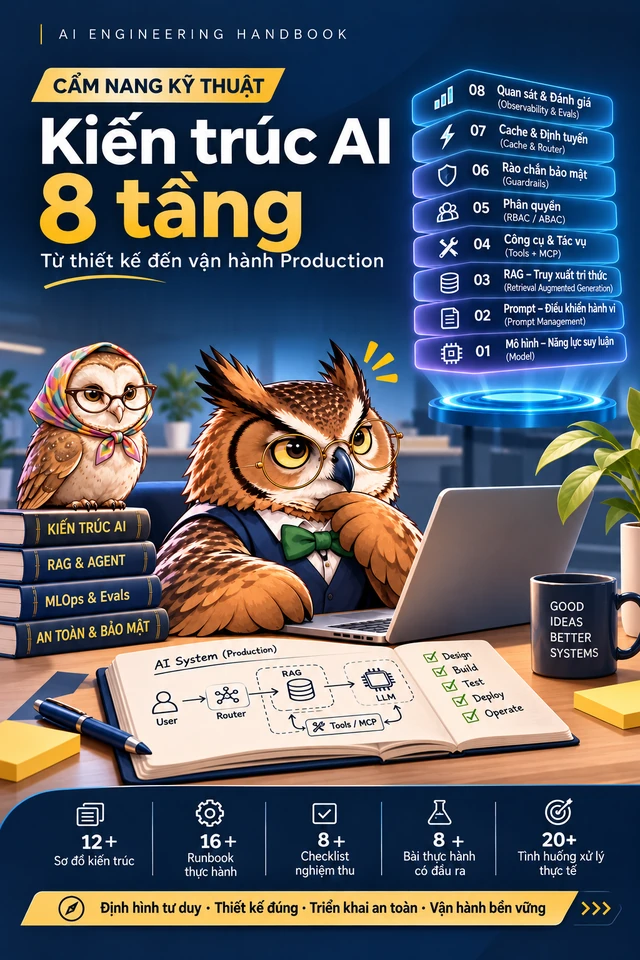 AI ENGINEERING HANDBOOK
CẨM NANG KỸ THUẬT
Kiến trúc AI
8 tầng
Từ thiết kế đến vận hành Production
08 Quan sát & Đánh giá
(Observability & Evals)
07 Cache & Định tuyến
(Cache & Router)
06 Rào chắn bảo mật
(Guardrails)
05 Phân quyền
(RBAC / ABAC)
04 Công cụ & Tác vụ
(Tools + MCP)
03 RAG – Truy xuất tri thức
(Retrieval Augmented Generation)
02 Prompt – Điều khiển hành vi
(Prompt Management)
01 Mô hình – Năng lực suy luận
(Model)
KIẾN TRÚC AI
RAG & AGENT
MLOps & Evals
AN TOÀN & BẢO MẬT
GOOD
IDEAS
BETTER
SYSTEMS
AI System (Production)
User
Router
RAG
LLM
Tools / MCP
Design
Build
Test
Deploy
Operate
12+
Sơ đồ kiến trúc
16+
Runbook
thực hành
8+
Checklist
nghiệm thu
8 +
Bài thực hành
có đầu ra
20+
Tình huống xử lý
thực tế
Định hình tư duy · Thiết kế đúng · Triển khai an toàn · Vận hành bền vững